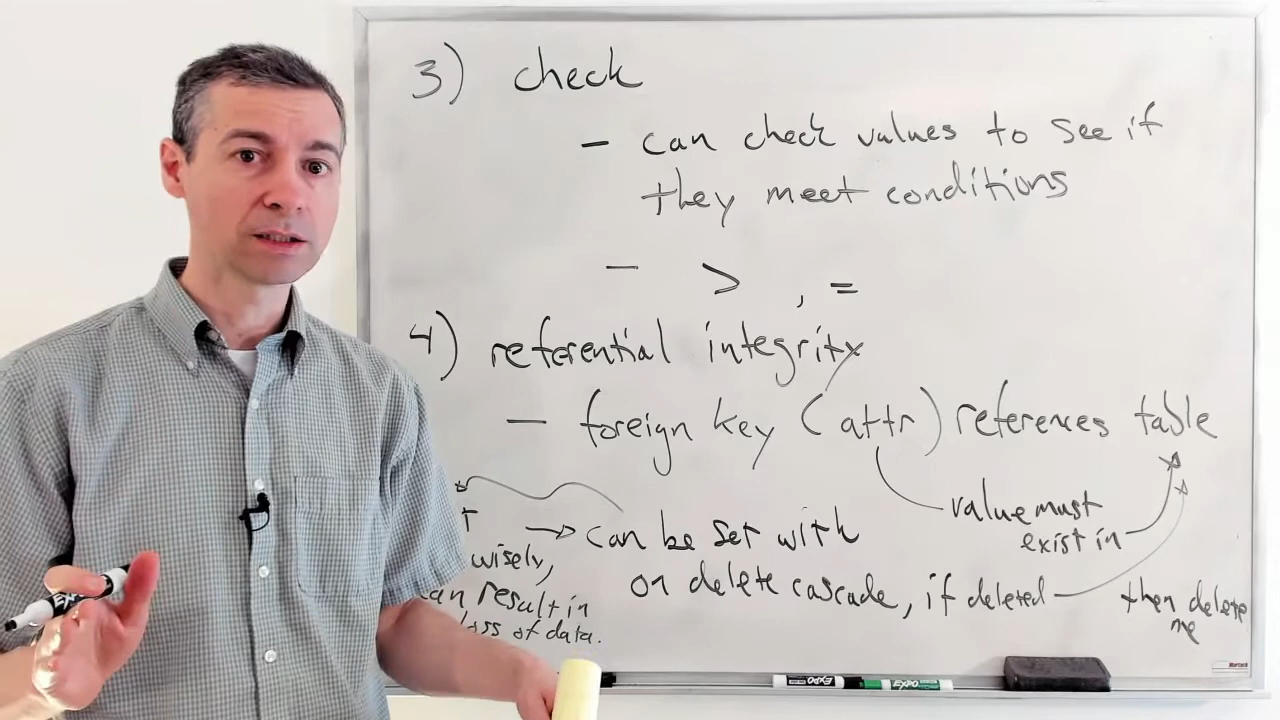 3) check
- can check values to see if
they meet conditions
- > , =
4) referential integrity
- foreign key (attr) references table
value must
exist in
→ can be set with
on delete cascade, if deleted
then delete
me
wisely,
can result in
loss of data.
EXPO
EXPO
EXPO